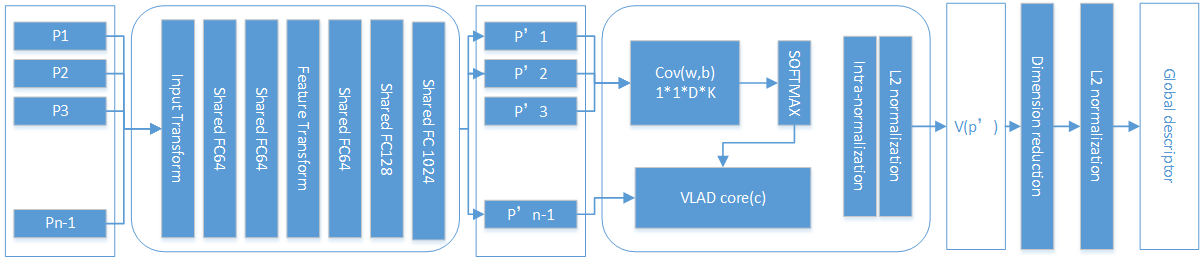 P1
P2
P3
Pn-1
Input Transform
Shared FC64
Shared FC64
Feature Transform
Shared FC64
Shared FC128
Shared FC 1024
P’ 1
P’ 2
P’ 3
P’ n-1
Cov(w,b)
1*1*D*K
SOFTMAX
VLAD core(c)
Intra-normalization
L2 normalization
V(p’)
Dimension reduction
L2 normalization
Global descriptor